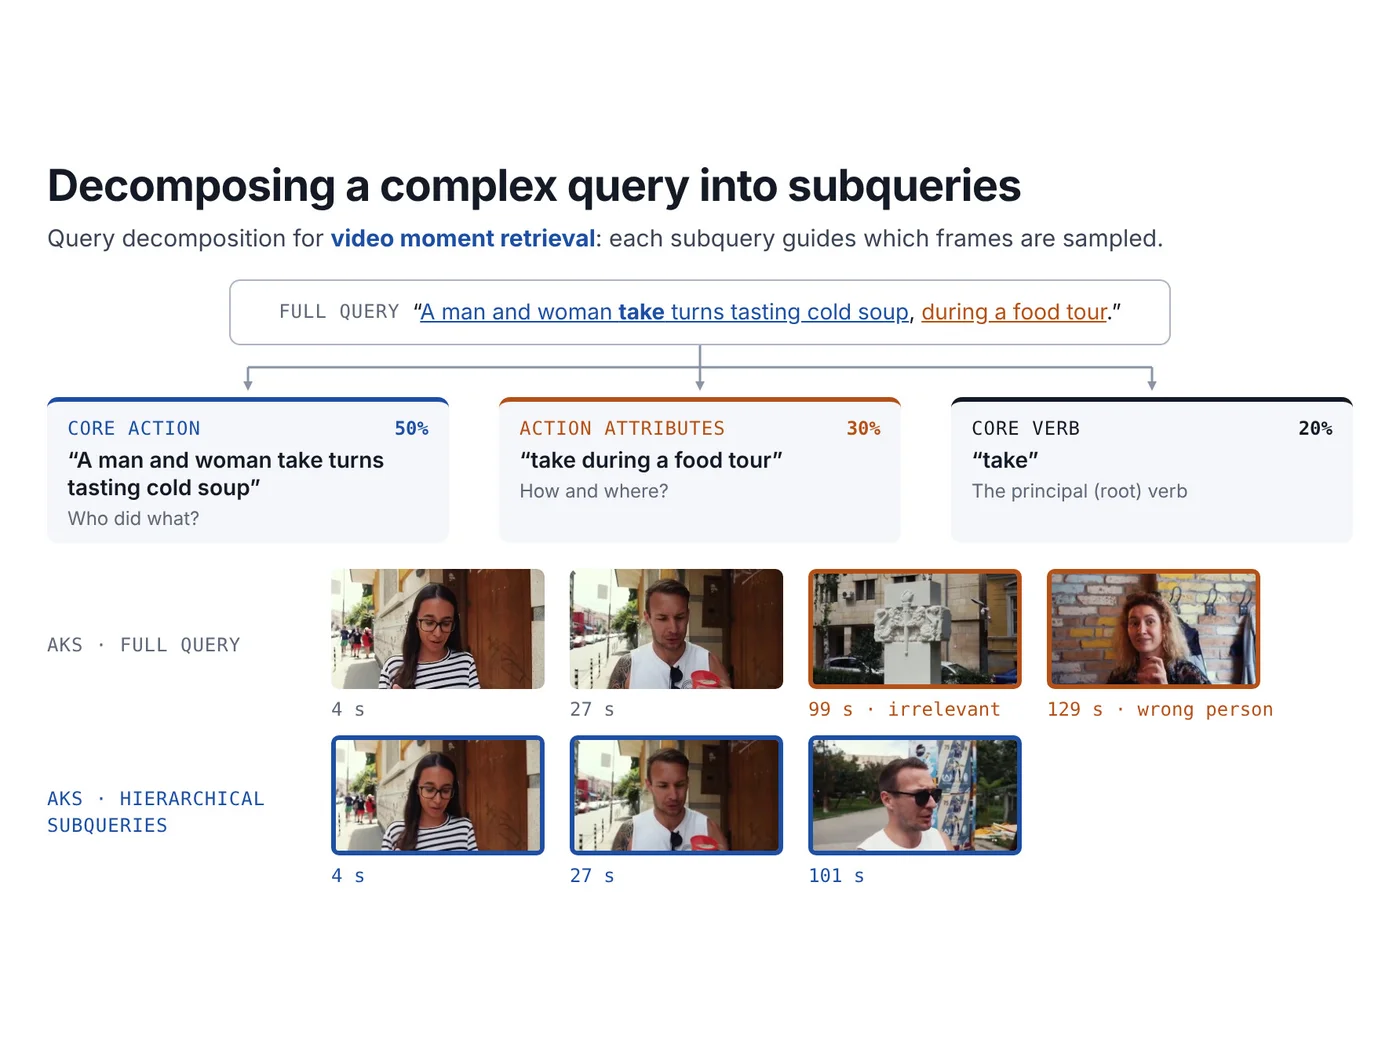 Decomposing a complex query into subqueries
Query decomposition for video moment retrieval: each subquery guides which frames are sampled.
FULL QUERY “A man and woman take turns tasting cold soup, during a food tour.”
CORE ACTION 50%
“A man and woman take turns
tasting cold soup”
Who did what?
ACTION ATTRIBUTES 30%
“take during a food tour”
How and where?
CORE VERB 20%
“take”
The principal (root) verb
AKS · FULL QUERY
4 s
27 s
99 s · irrelevant
129 s · wrong person
AKS · HIERARCHICAL
SUBQUERIES
4 s
27 s
101 s